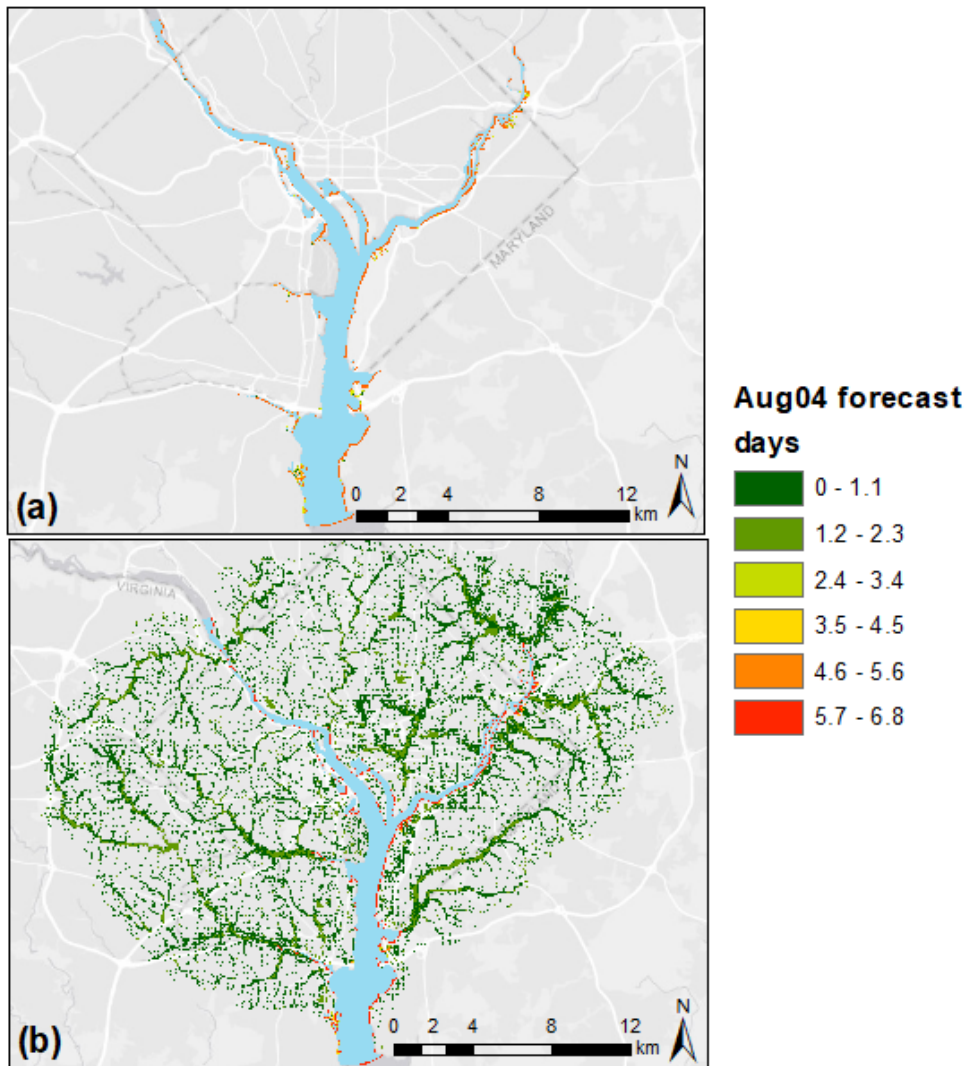 MARYLAND
(a)
0 2 4 8 12
km
N
Aug04 forecast
days
0 - 1.1
1.2 - 2.3
2.4 - 3.4
3.5 - 4.5
4.6 - 5.6
5.7 - 6.8
VIRGINIA
(b)
0 2 4 8 12
km
N